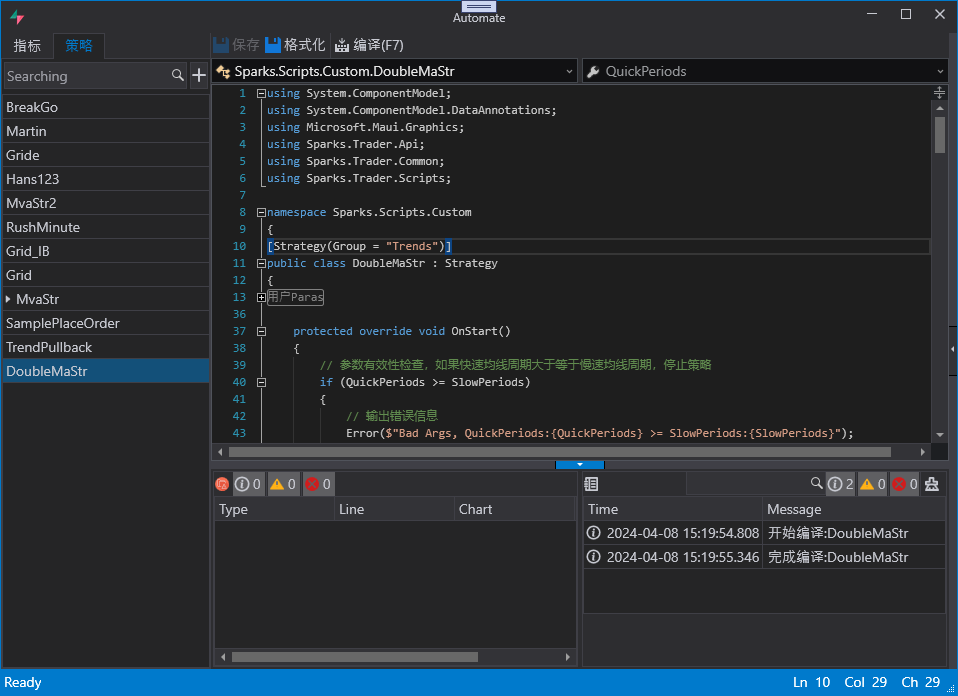 Automate
指标 策略
保存 格式化 编译(F7)
Searching
BreakGo
Martin
Gride
Hans123
MvaStr2
RushMinute
Grid_IB
Grid
MvaStr
SamplePlaceOrder
TrendPullback
DoubleMaStr
Sparks.Scripts.Custom.DoubleMaStr QuickPeriods
1 using System.ComponentModel;
2 using System.ComponentModel.DataAnnotations;
3 using Microsoft.Maui.Graphics;
4 using Sparks.Trader.Api;
5 using Sparks.Trader.Common;
6 using Sparks.Trader.Scripts;
7
8 namespace Sparks.Scripts.Custom
9 {
10 [Strategy(Group = "Trends")]
11 public class DoubleMaStr : Strategy
12 {
13 用户Paras
36
37 protected override void OnStart()
38 {
39 // 参数有效性检查，如果快速均线周期大于等于慢速均线周期，停止策略
40 if (QuickPeriods >= SlowPeriods)
41 {
42 // 输出错误信息
43 Error($"Bad Args, QuickPeriods:{QuickPeriods} >= SlowPeriods:{SlowPeriods}");
0 0 0
Type Line Chart
2 0 0
Time Message
2024-04-08 15:19:54.808 开始编译:DoubleMaStr
2024-04-08 15:19:55.346 完成编译:DoubleMaStr
Ready Ln 10 Col 29 Ch 29